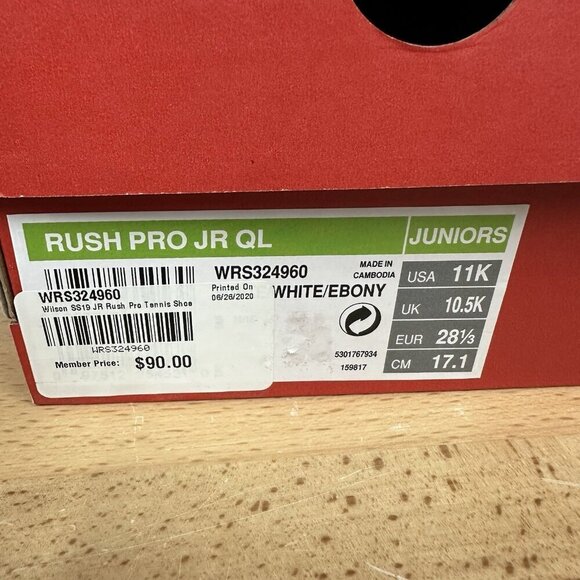 RUSH PRO JR QL
JUNIORS
WRS324960
MADE IN
CAMBODIA
WHITE/EBONY
5301767934
159817
USA 11K
UK 10.5K
EUR 28⅓
CM 17.1
WRS324960
Printed On
06/26/2020
Wilson SS19 JR Rush Pro Tennis Shoe
WRS324960
Member Price: $90.00